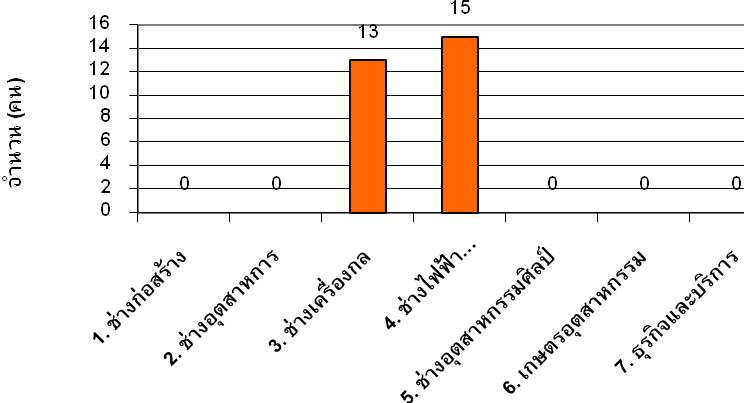 จำนวน (คน)
16
14
12
10
8
6
4
2
0
0
0
13
15
0
0
0
1. ช่างก่อสร้าง
2. ช่างอุตสาหการ
3. ช่างเครื่องกล
4. ช่างไฟฟ้า...
5. ช่างอุตสาหกรรมศิลป์
6. เกษตรอุตสาหกรรม
7. ธุรกิจและบริการ